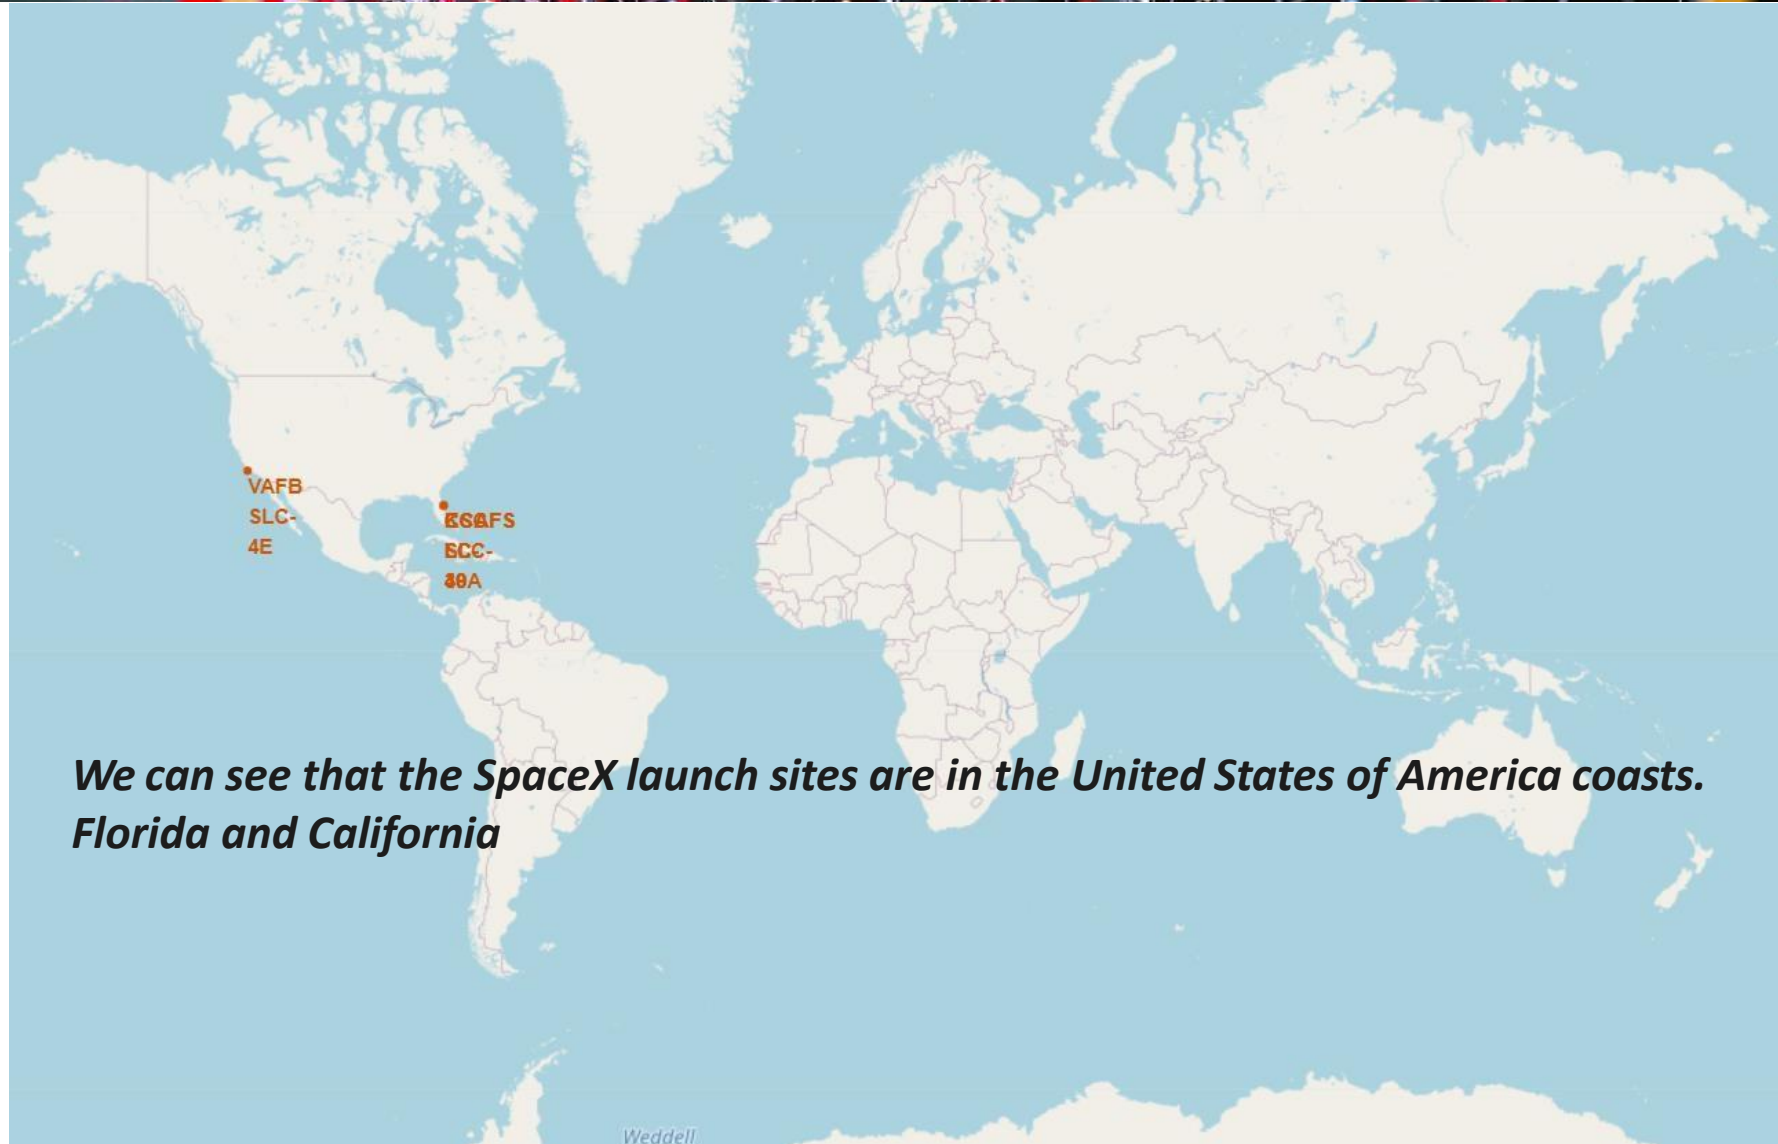 VAFB
SLC-
4E
We can see that the SpaceX launch sites are in the United States of America coasts.
Florida and California
Weddell